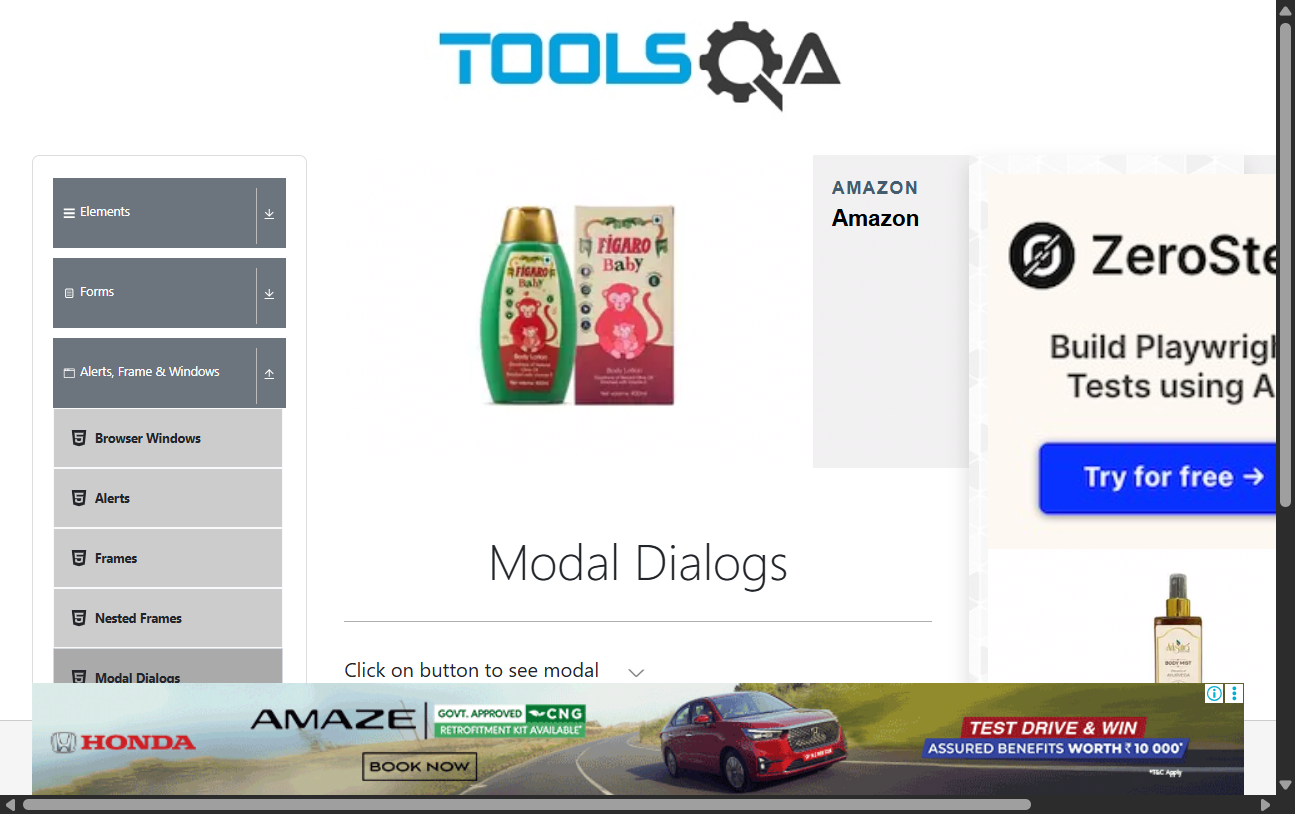 TOOLSQA
Elements
Forms
Alerts, Frame & Windows
Browser Windows
Alerts
Frames
Nested Frames
Modal Dialogs
FIGARO
Baby
Body Lotion
FIGARO
Baby
Body Lotion
AMAZON
Amazon
ZeroSte
Build Playwrigh
Tests using A
Try for free →
BODY MIST
Modal Dialogs
Click on button to see modal
HONDA
AMAZE
GOVT. APPROVED CNG
RETROFITMENT KIT AVAILABLE*
BOOK NOW
TEST DRIVE & WIN
ASSURED BENEFITS WORTH ₹ 10 000*
*T&C Apply